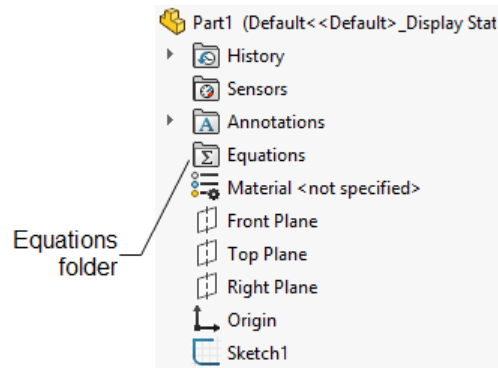 Part1 (Default<<Default>_Display Stat
History
Sensors
Annotations
Equations
Material <not specified>
Front Plane
Top Plane
Right Plane
Origin
Sketch1
Equations
folder